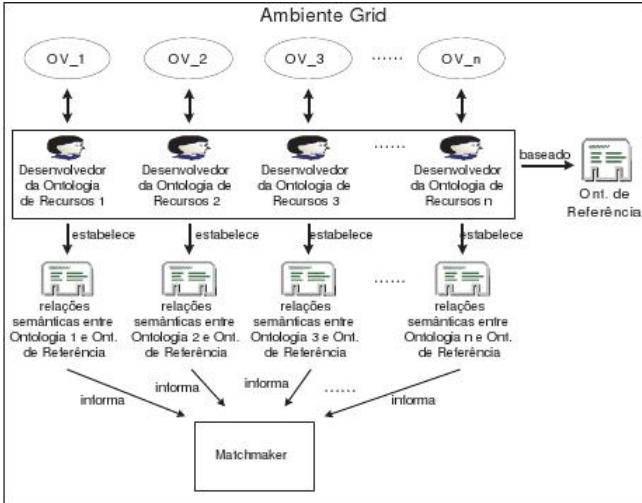 Ambiente Grid
OV_1
OV_2
OV_3
......
OV_n
Desenvolvedor
da Ontologia
de Recursos 1
Desenvolvedor
da Ontologia de
Recursos 2
Desenvolvedor
da Ontologia de
Recursos 3
......
Desenvolvedor
da Ontologia de
Recursos n
baseado
Ont. de
Referência
estabelece
estabelece
estabelece
estabelece
relações
semânticas entre
Ontologia 1 e Ont.
de Referência
relações
semânticas entre
Ontologia 2 e Ont.
de Referência
relações
semânticas entre
Ontologia 3 e Ont.
de Referência
......
relações
semânticas entre
Ontologia n e Ont.
de Referência
informa
informa
informa
......
informa
Matchmaker